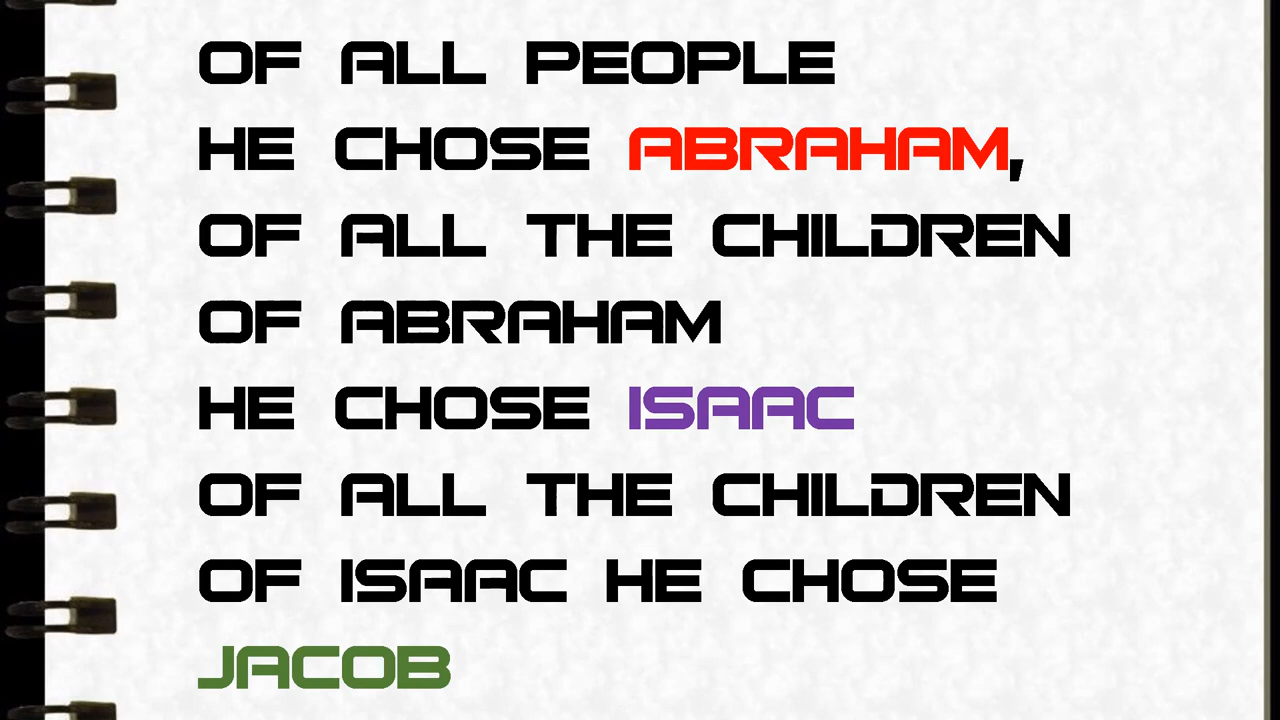 OF ALL PEOPLE
HE CHOSE ABRAHAM,
OF ALL THE CHILDREN
OF ABRAHAM
HE CHOSE ISAAC
OF ALL THE CHILDREN
OF ISAAC HE CHOSE
JACOB